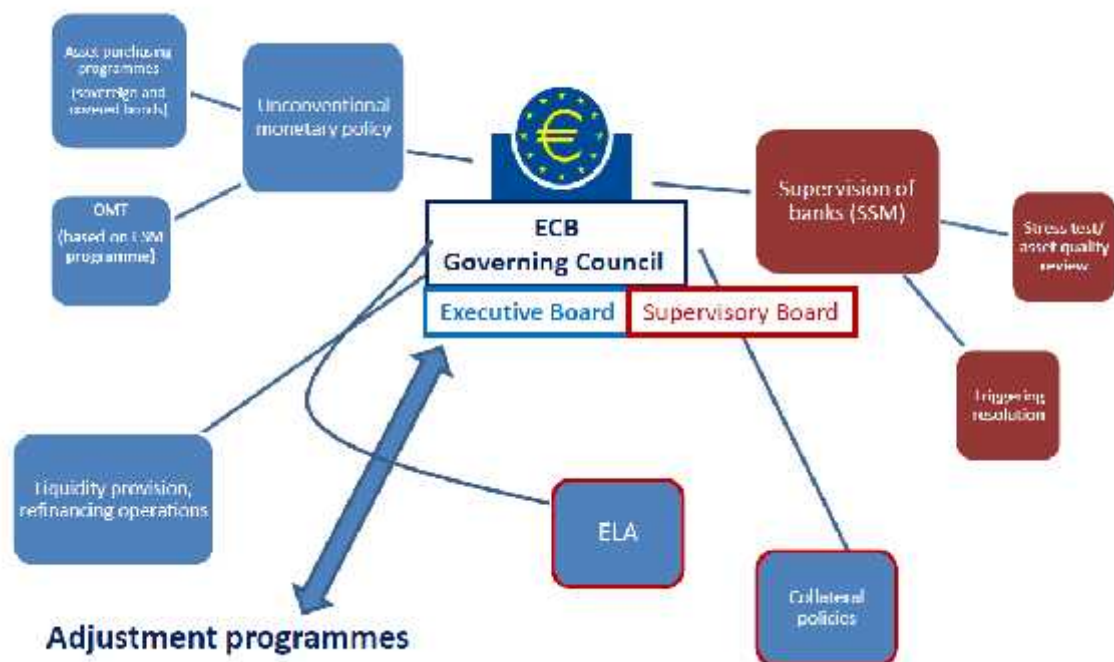 Asset purchasing
programmes
(sovereign and
covered bonds)
Unconventional
monetary policy
OMT
(based on ESM
programme)
€
ECB
Governing Council
Executive Board
Supervisory Board
Supervision of
banks (SSM)
Stress test/
asset quality
review
Triggering
resolution
Liquidity provision,
refinancing operations
ELA
Collateral
policies
Adjustment programmes